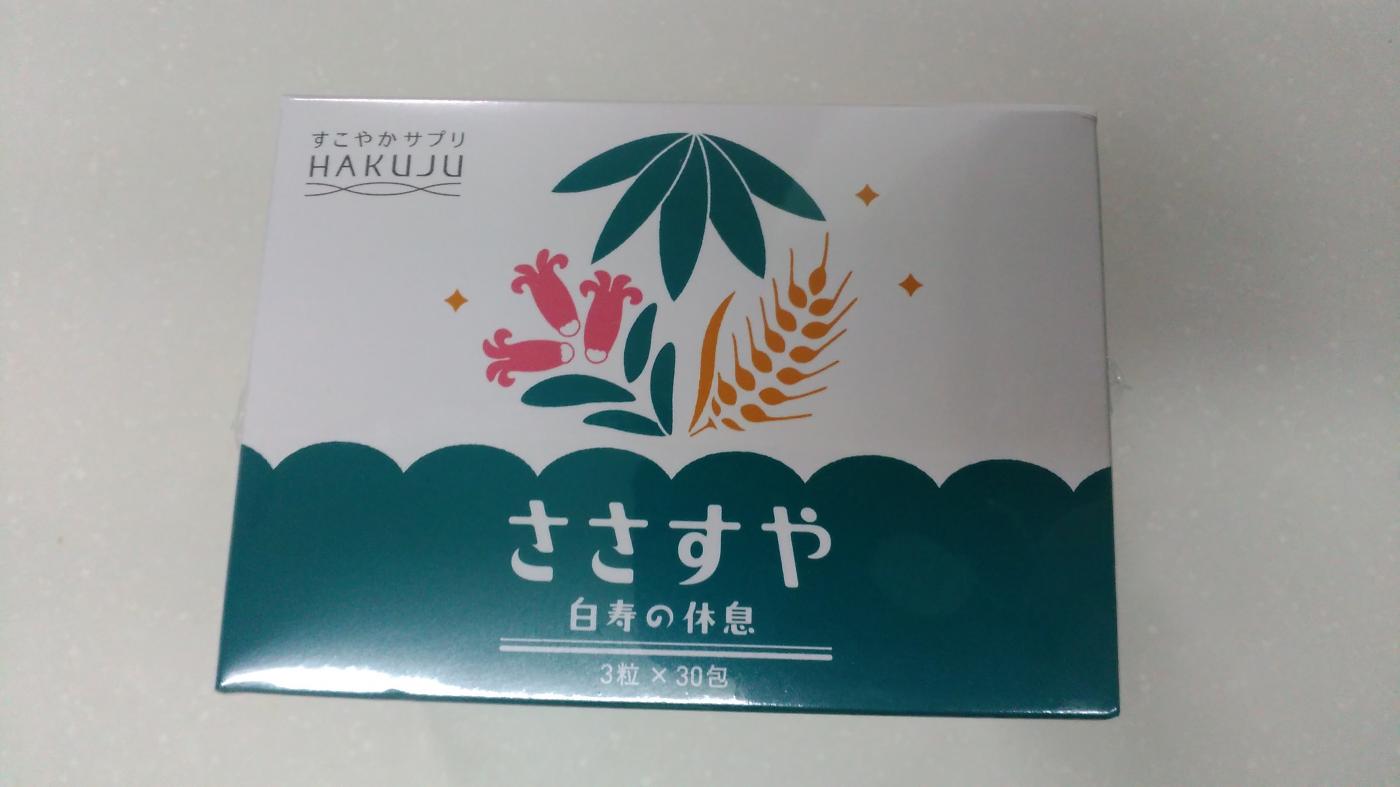 すこやかサプリ
HAKUJU
ささすや
白寿の休息
3粒×30包